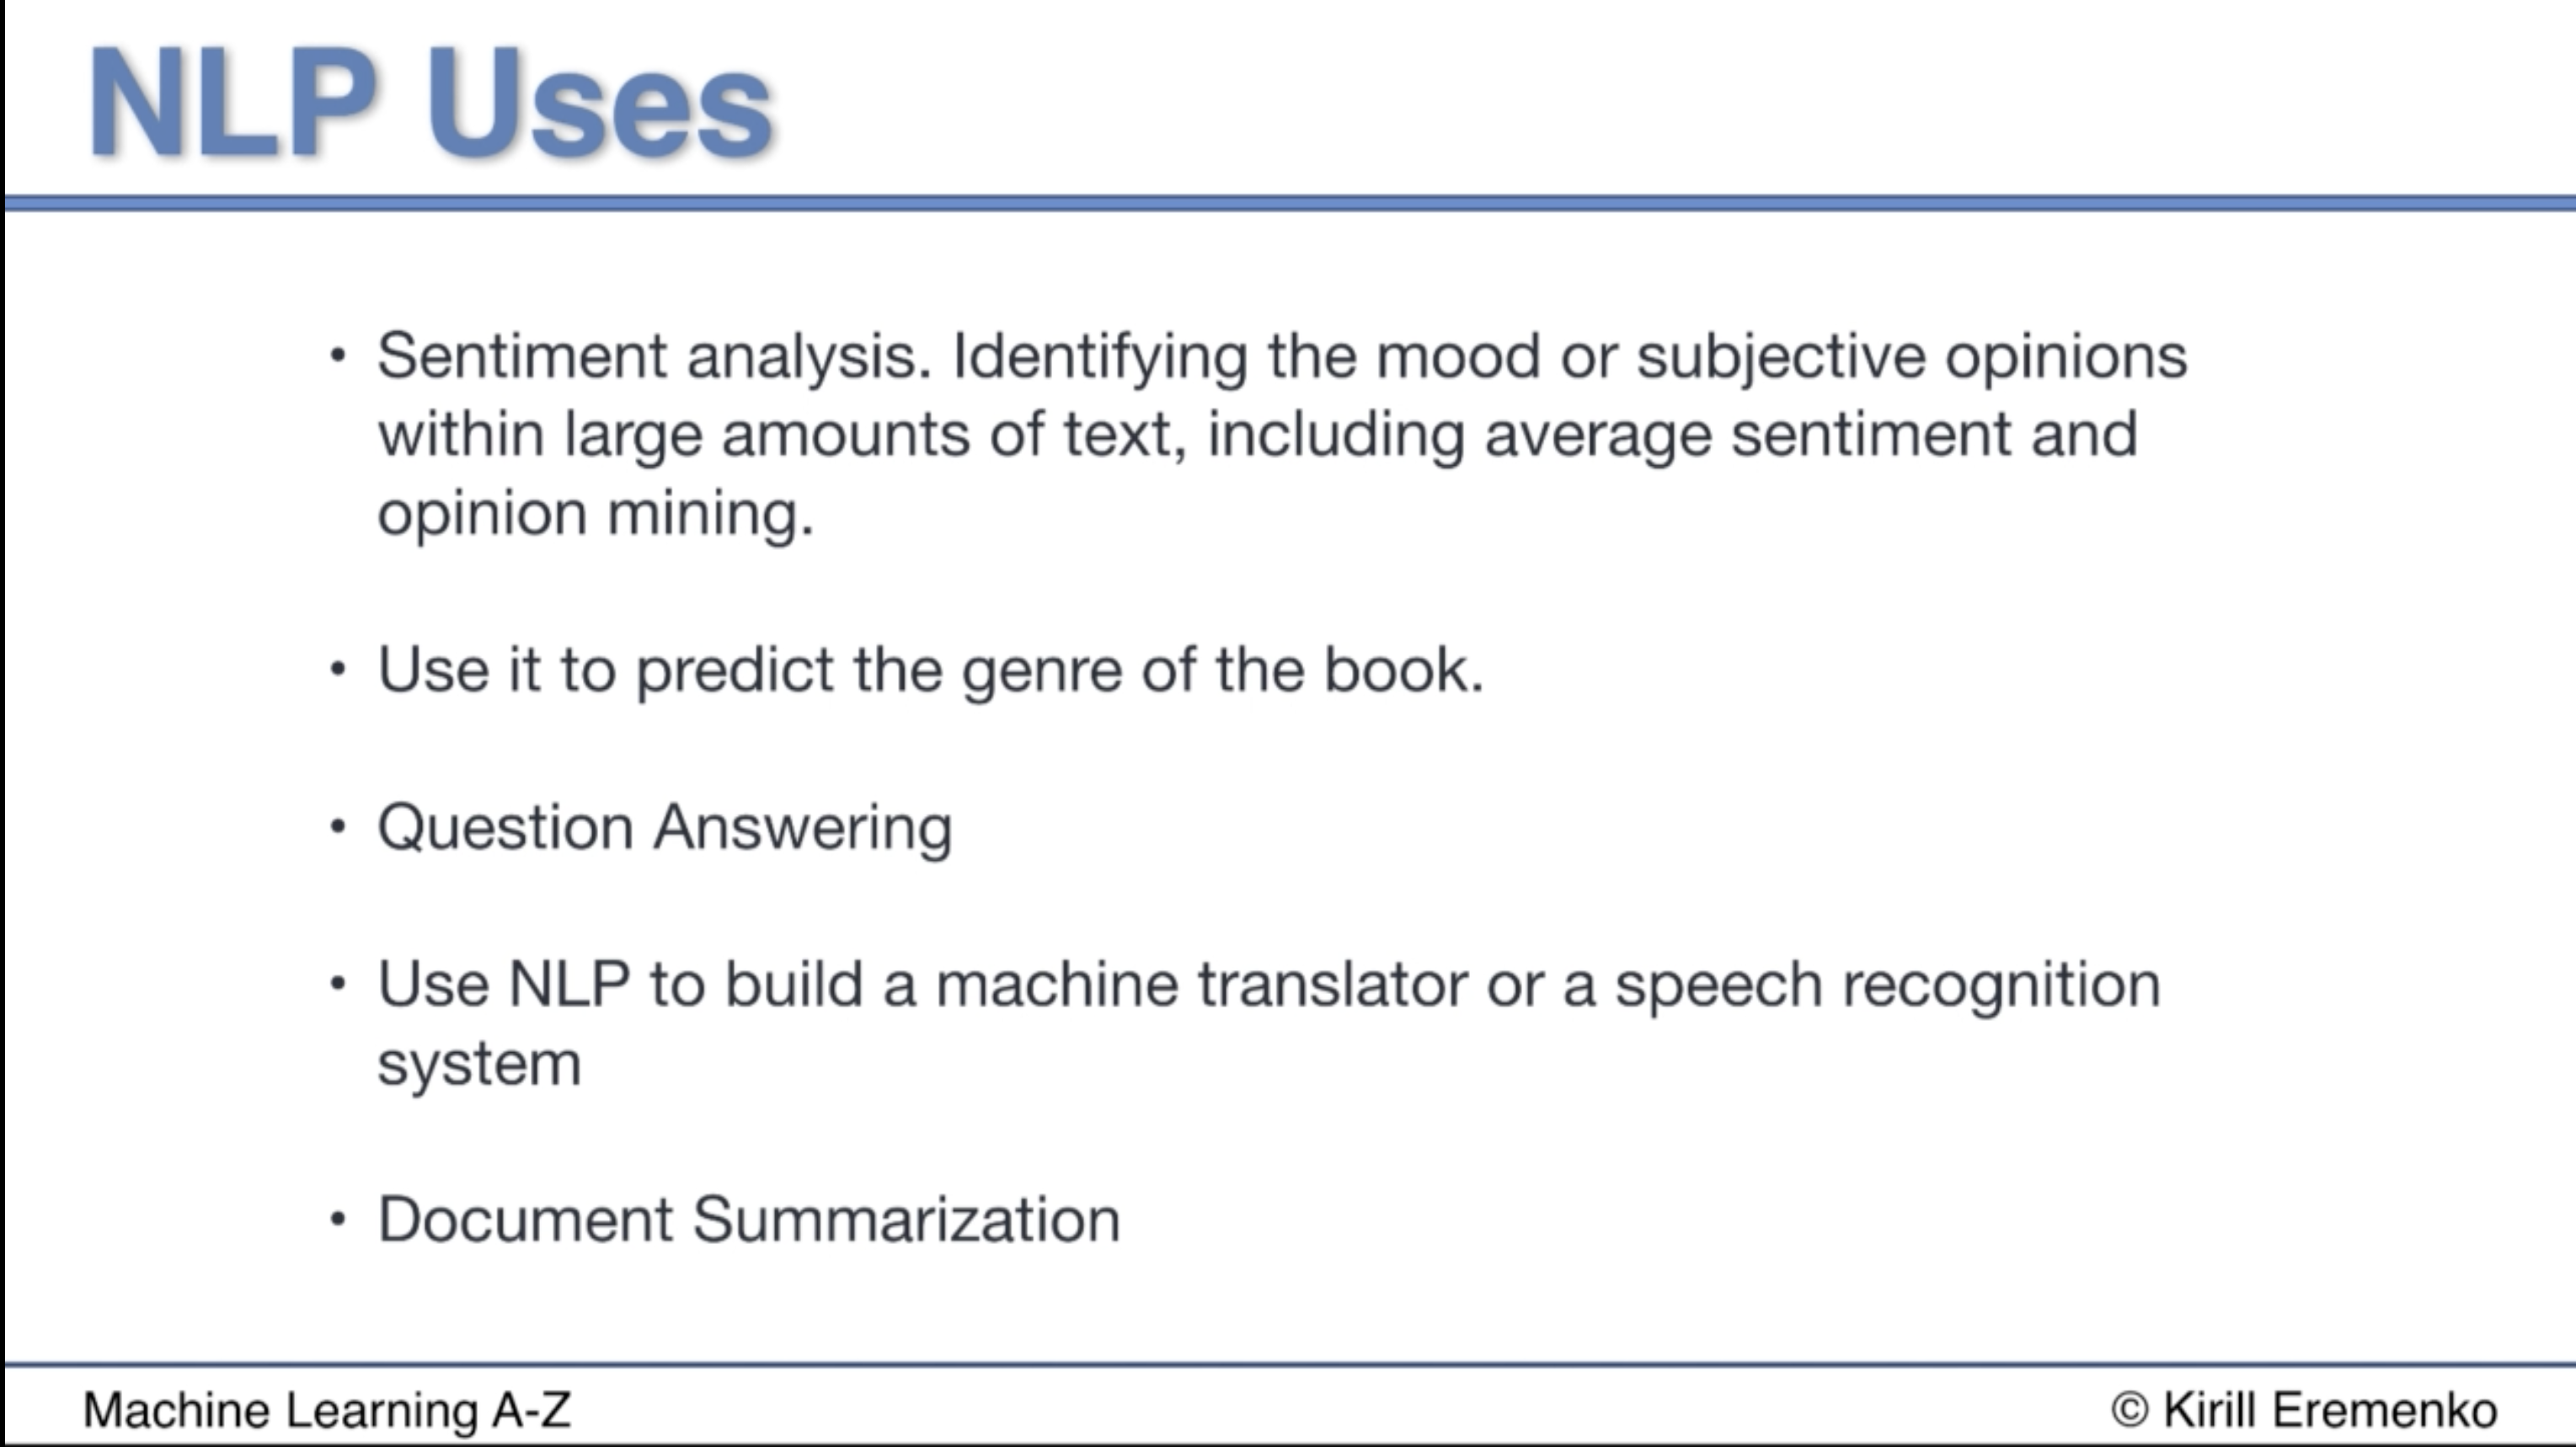 NLP Uses
• Sentiment analysis. Identifying the mood or subjective opinions
within large amounts of text, including average sentiment and
opinion mining.
• Use it to predict the genre of the book.
• Question Answering
• Use NLP to build a machine translator or a speech recognition
system
• Document Summarization
Machine Learning A-Z
© Kirill Eremenko